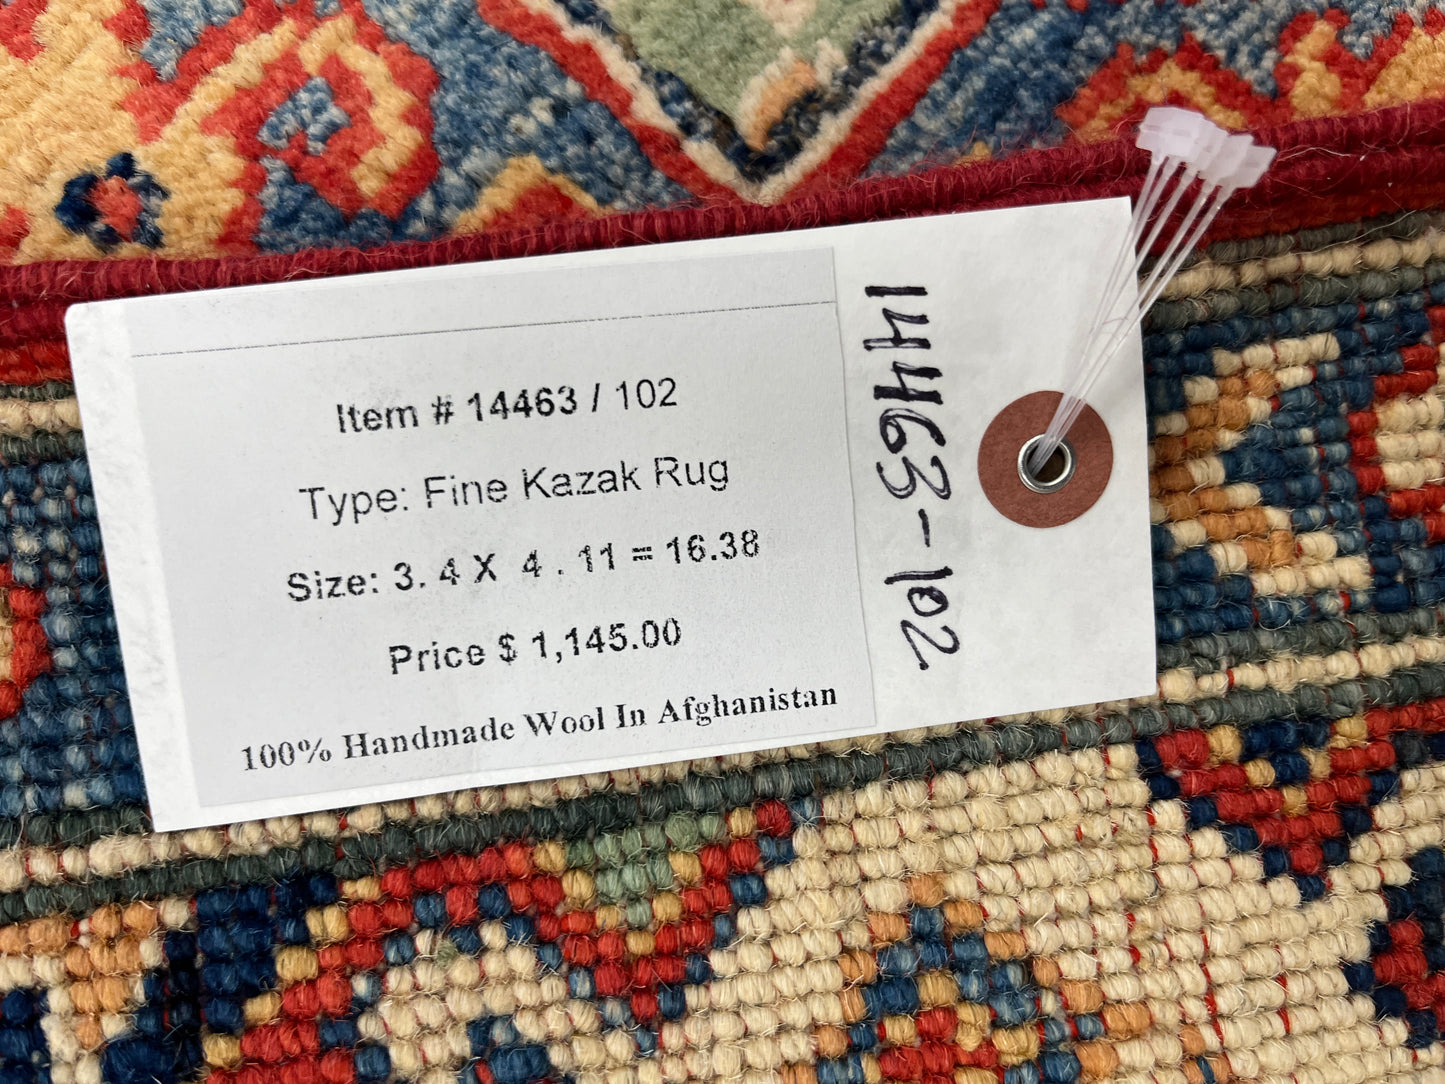 Item # 14463 / 102
Type: Fine Kazak Rug
Size: 3. 4 X 4 . 11 = 16.38
Price $ 1,145.00
100% Handmade Wool In Afghanistan
14463-102